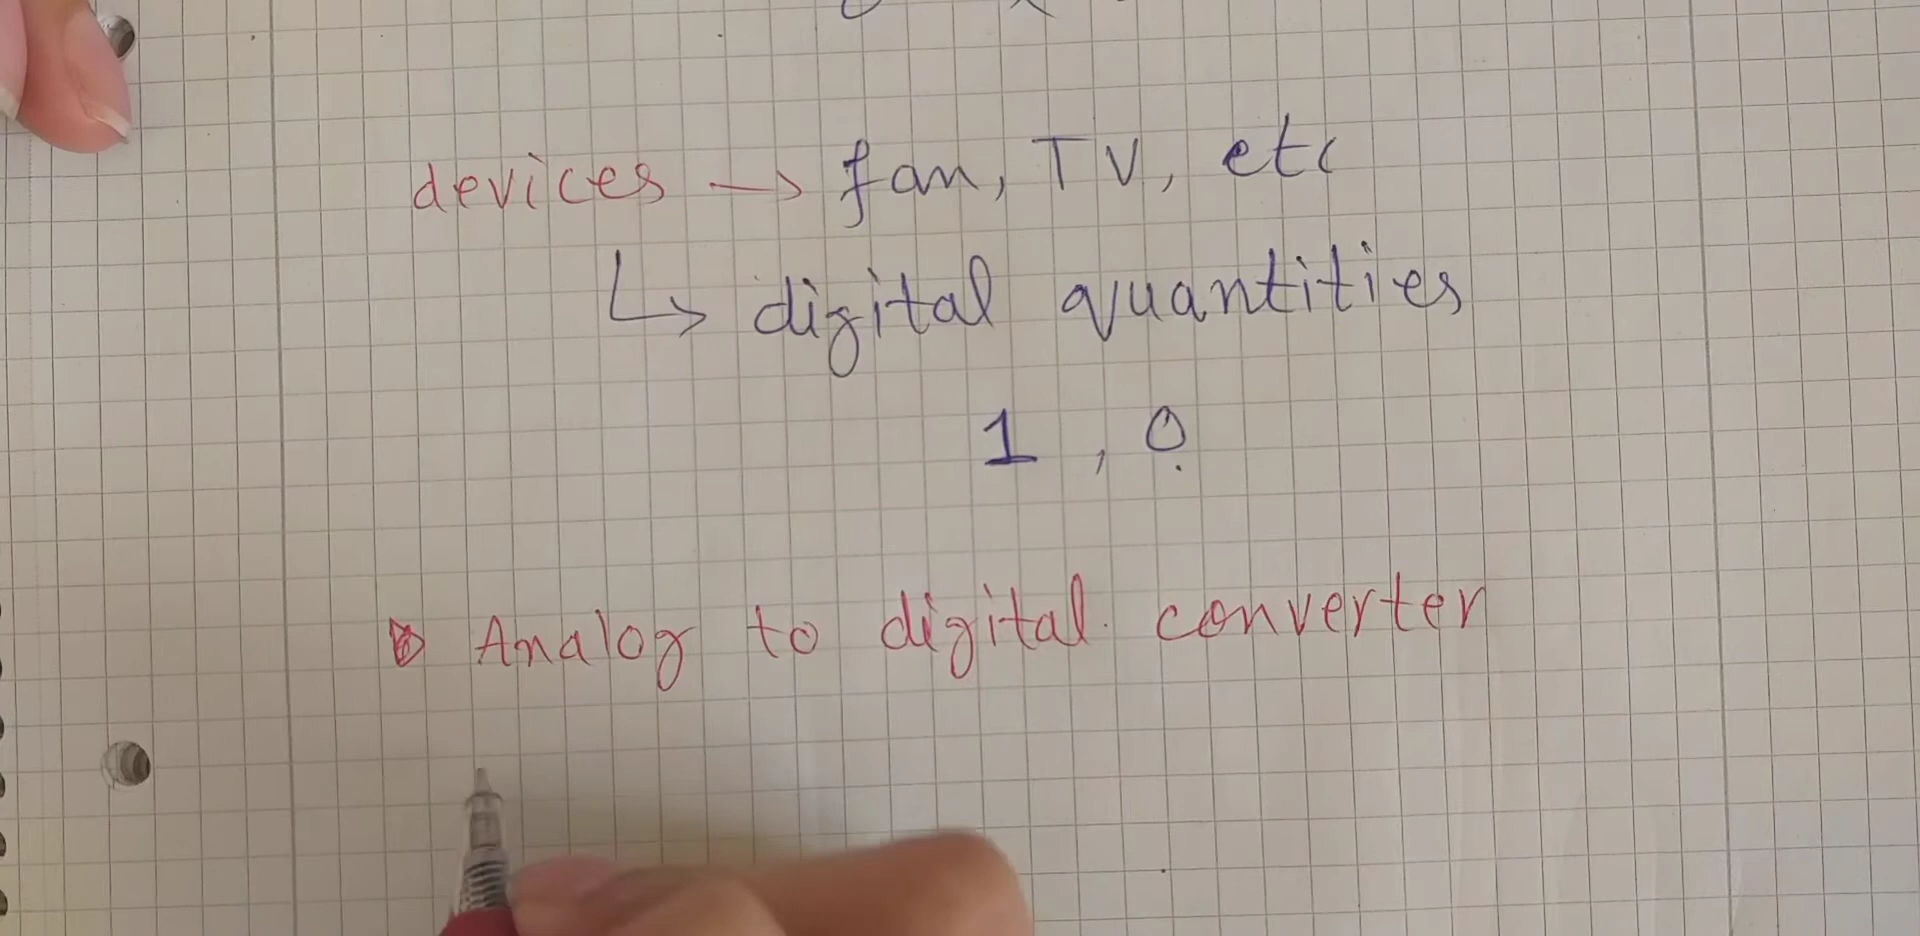 devices → fan, TV, etc
↳ digital quantities
1 , 0
Analog to digital converter